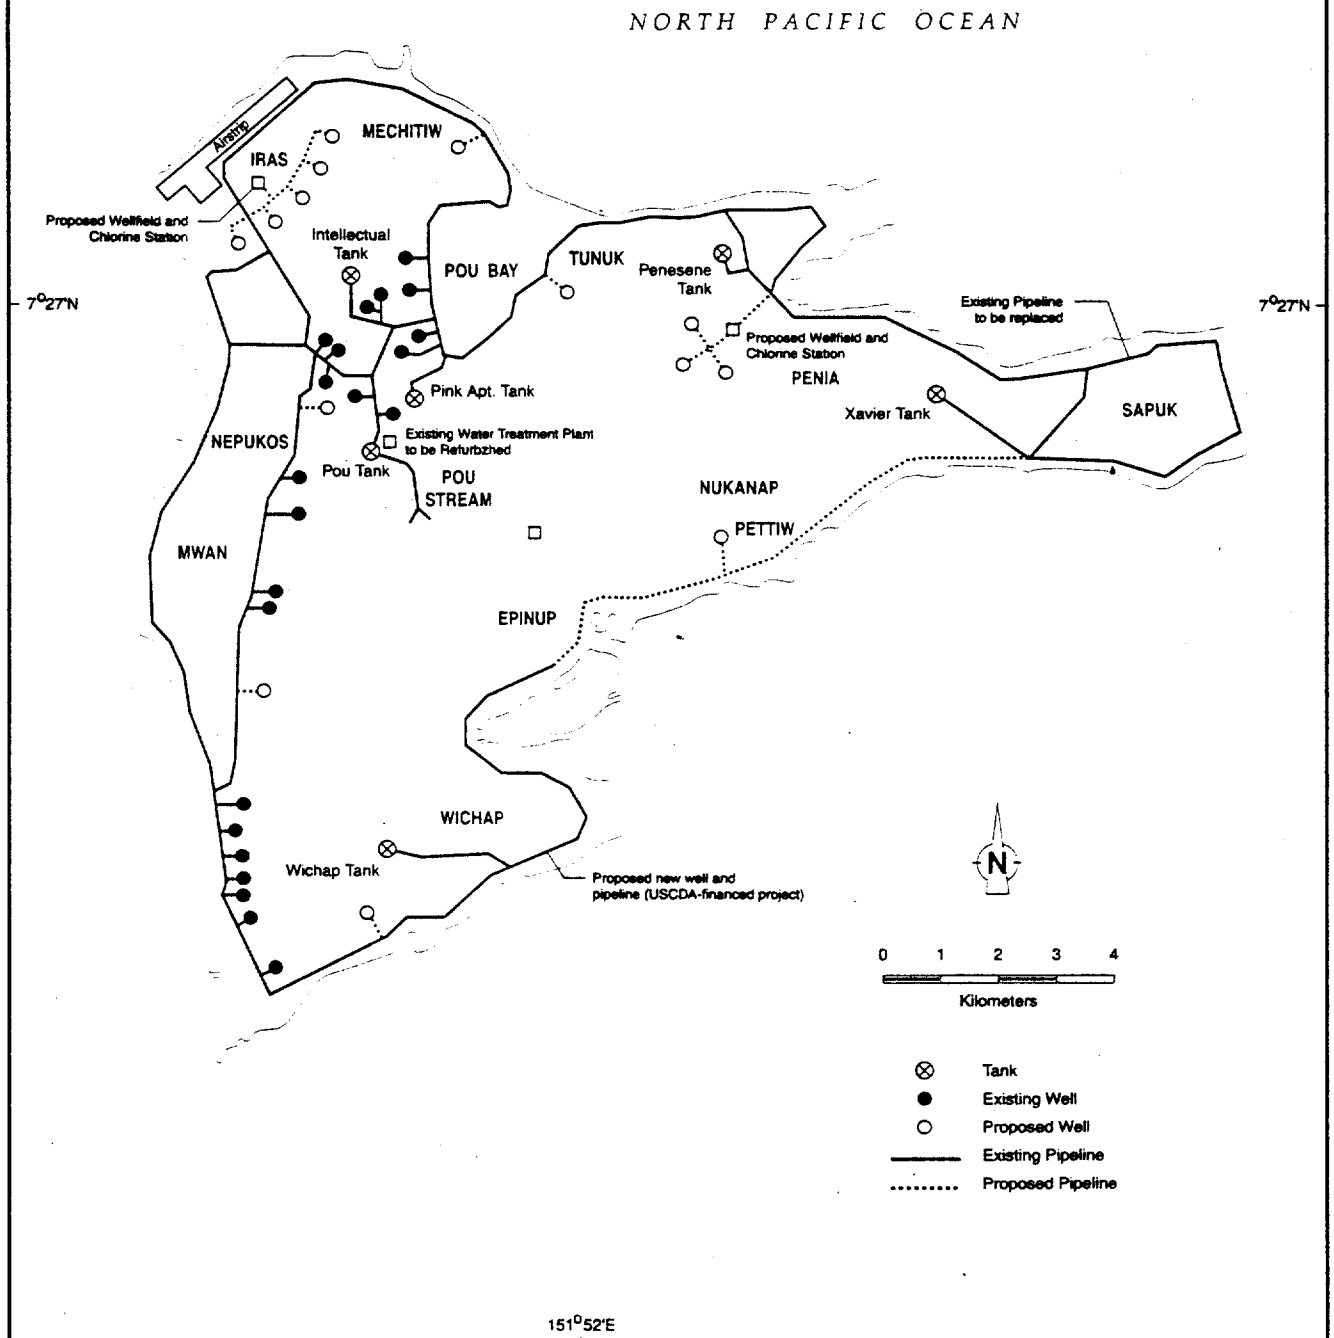 NORTH PACIFIC OCEAN
Airstrip
MECHITIW
IRAS
Proposed Wellfield and
Chlorine Station
Intellectual
Tank
POU BAY
TUNUK
Penesene
Tank
7°27'N
7°27'N
Existing Pipeline
to be replaced
Proposed Wellfield and
Chlorine Station
PENIA
Pink Apt. Tank
Xavier Tank
SAPUK
NEPUKOS
Existing Water Treatment Plant
to be Refurbzhed
Pou Tank
POU
STREAM
NUKANAP
PETTIW
MWAN
EPINUP
WICHAP
Wichap Tank
Proposed new well and
pipeline (USCDA-financed project)
N
0 1 2 3 4
Kilometers
Tank
Existing Well
Proposed Well
Existing Pipeline
Proposed Pipeline
151°52'E